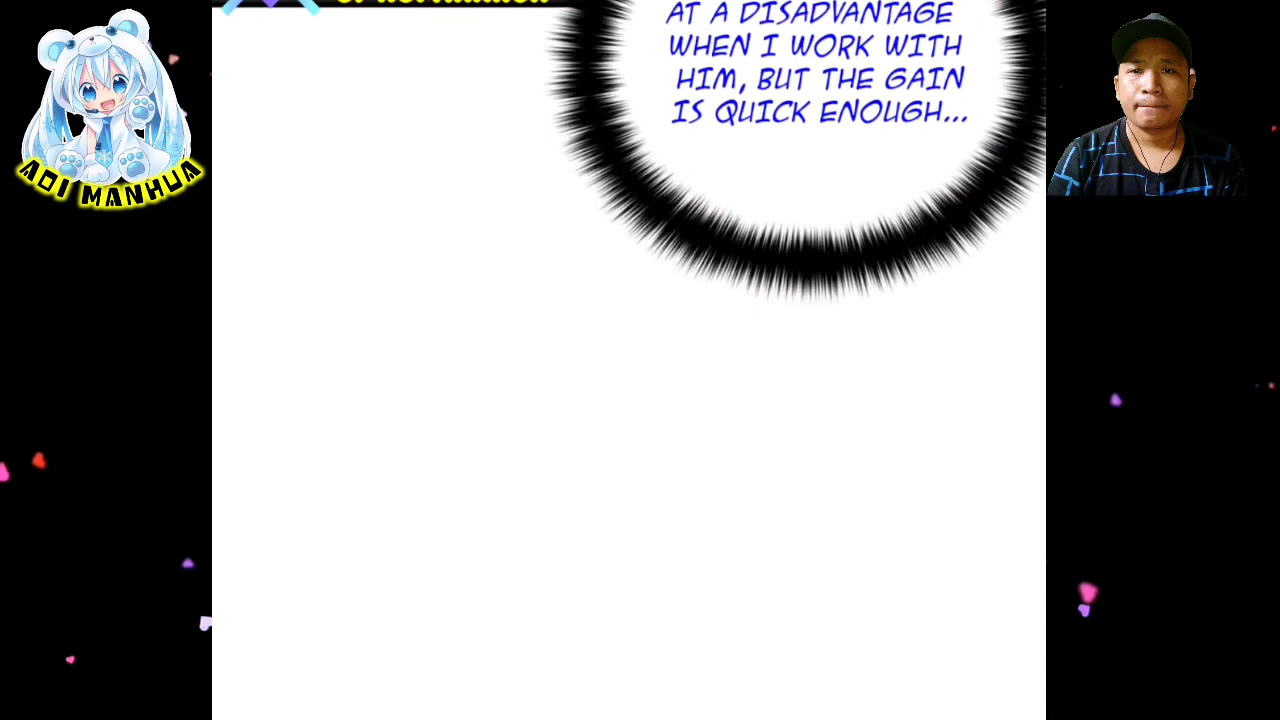 AT A DISADVANTAGE
WHEN I WORK WITH
HIM, BUT THE GAIN
IS QUICK ENOUGH...
AOI MANHUA